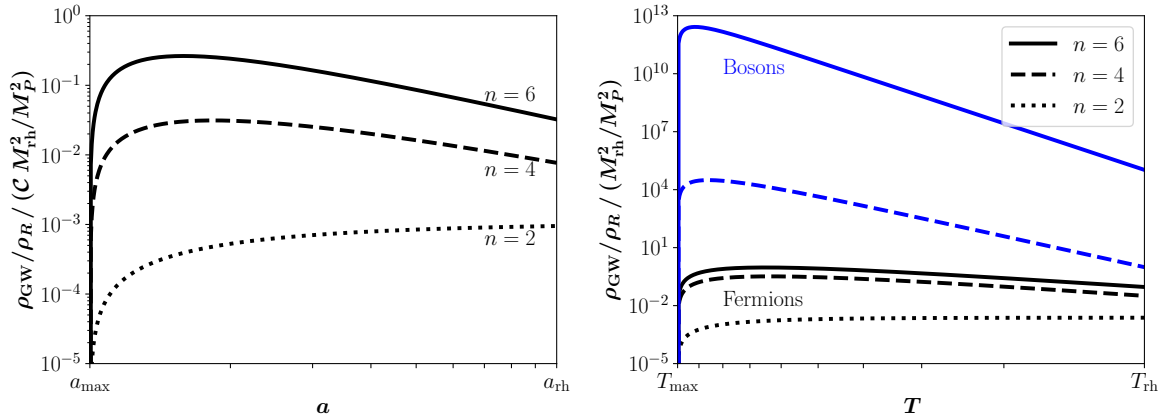 10^0
10^-1
10^-2
10^-3
10^-4
10^-5
ρ_GW/ρ_R / (C M_rh^2/M_P^2)
n = 6
n = 4
n = 2
a_max
a_rh
a
10^13
10^10
10^7
10^4
10^1
10^-2
10^-5
ρ_GW/ρ_R / (M_rh^2/M_P^2)
Bosons
Fermions
n = 6
n = 4
n = 2
T_max
T_rh
T